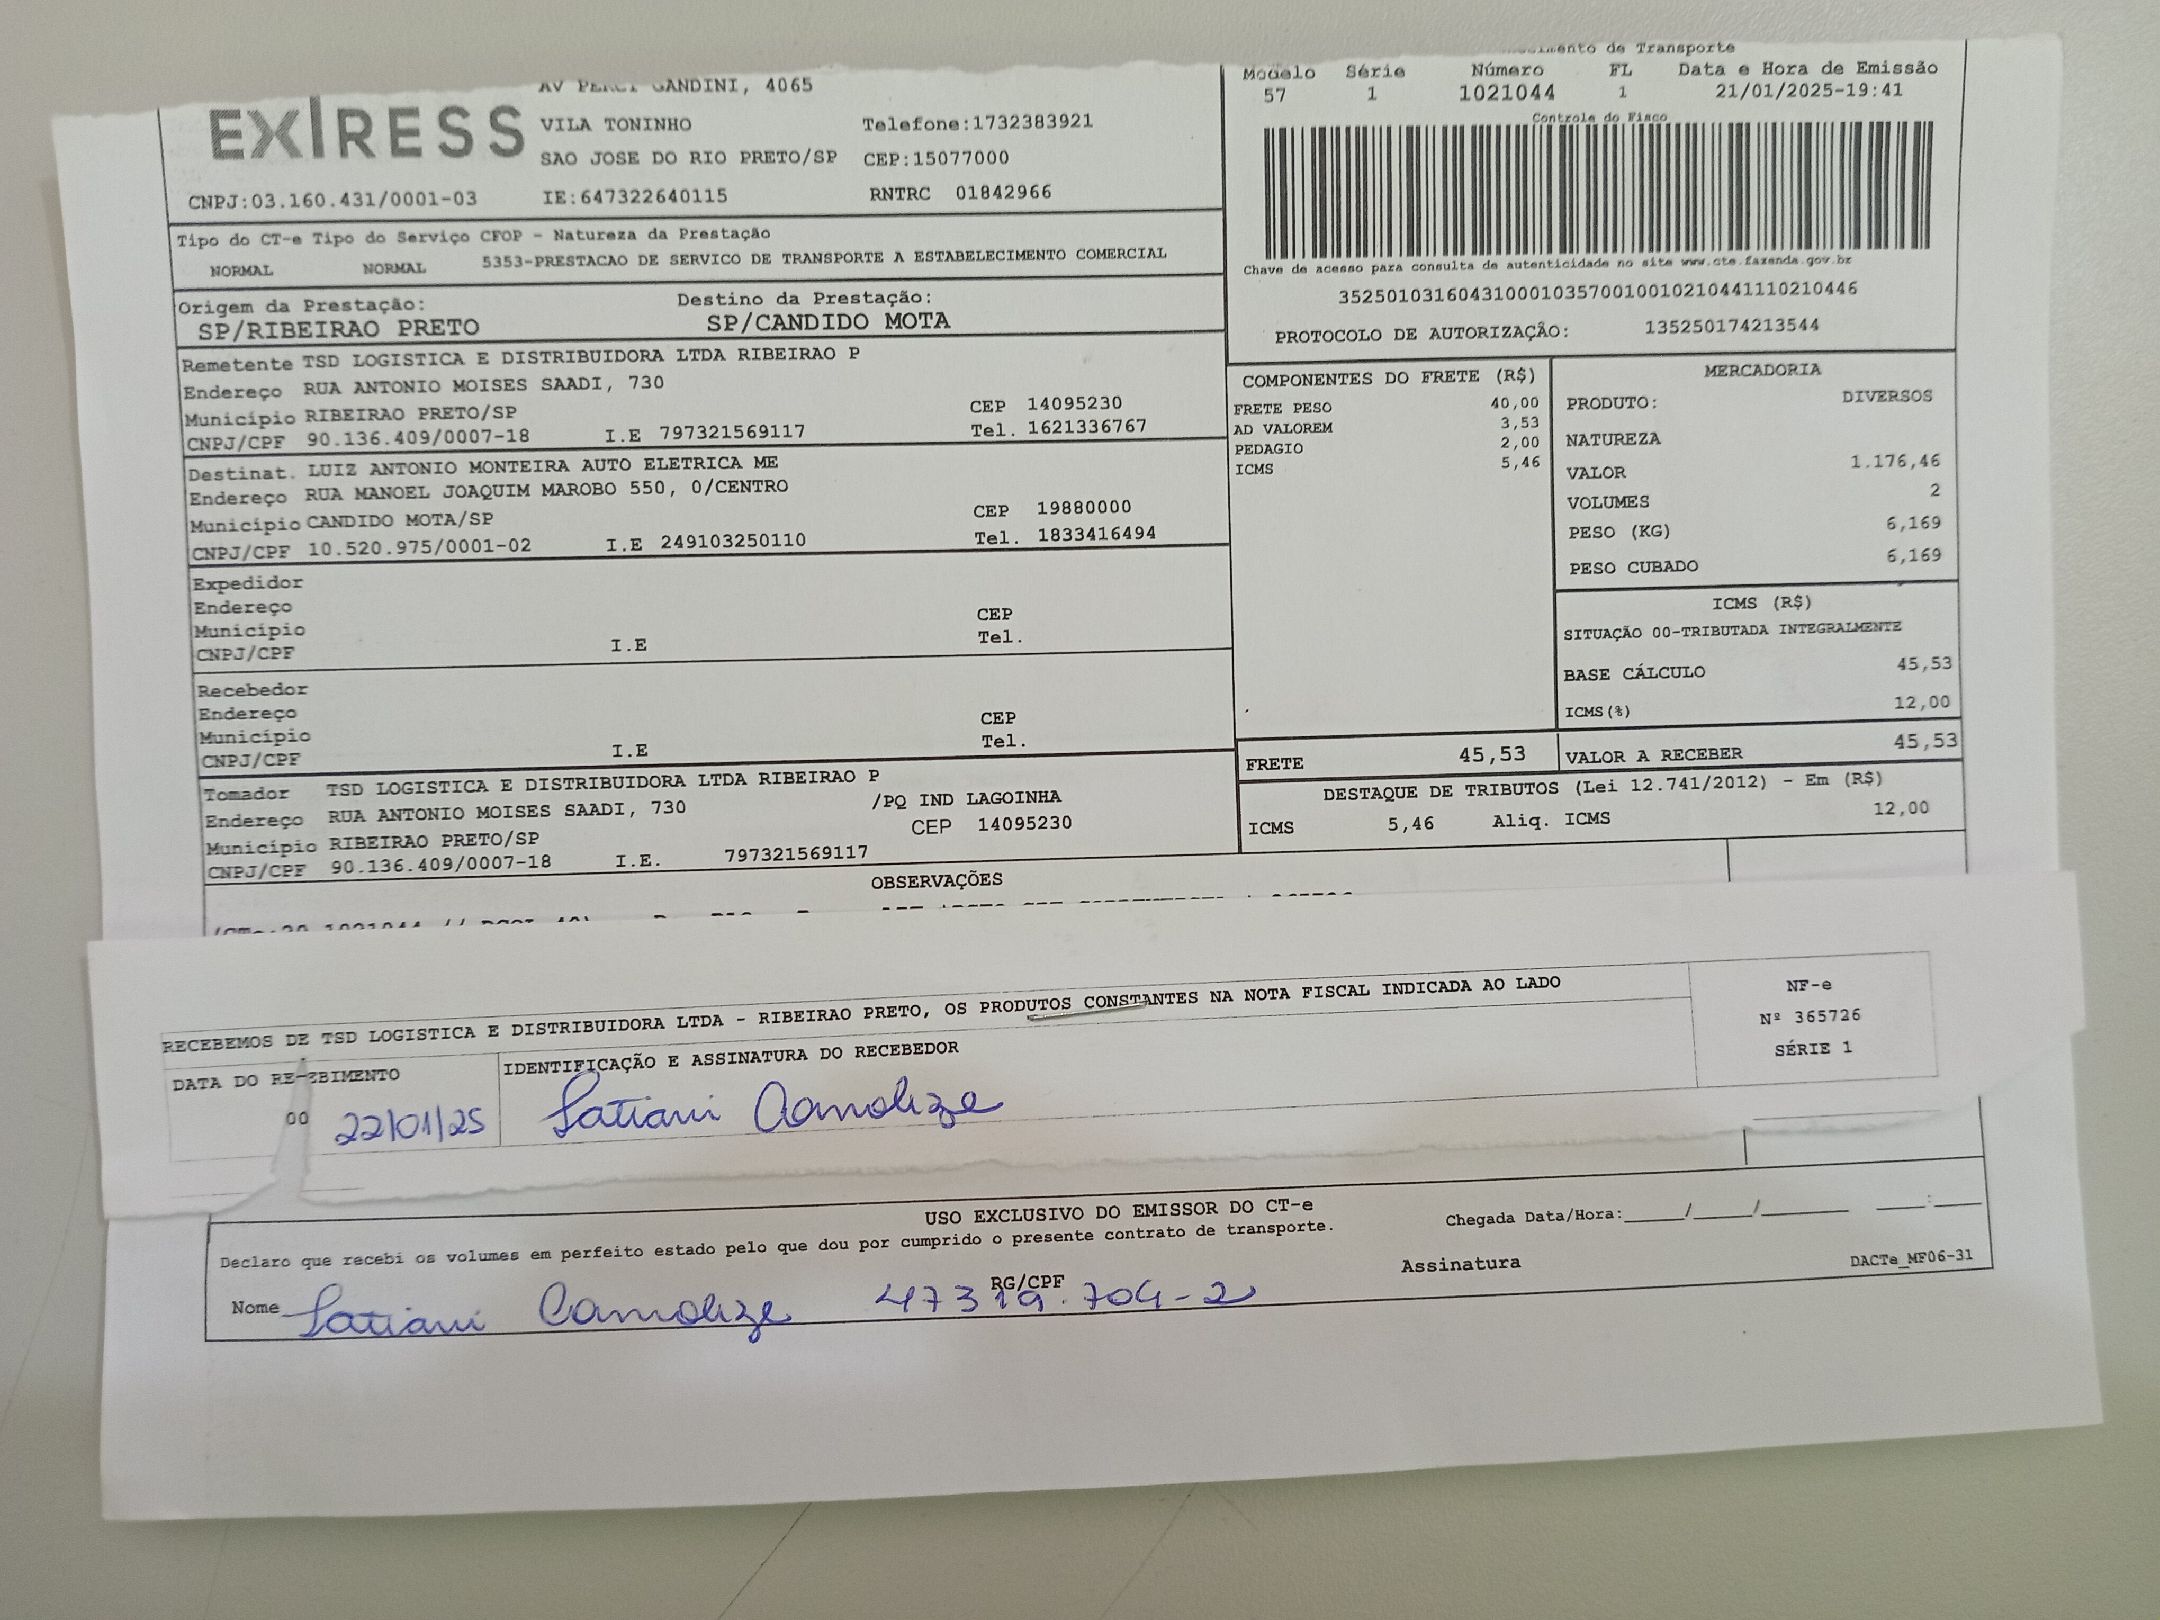 EXIRESS
AV PERCI GANDINI, 4065
VILA TONINHO Telefone:1732383921
SAO JOSE DO RIO PRETO/SP CEP:15077000
CNPJ:03.160.431/0001-03 IE:647322640115 RNTRC 01842966
de Transporte
Modelo Série Número FL Data e Hora de Emissão
57 1 1021044 1 21/01/2025-19:41
Controle do Fisco
Chave de acesso para consulta de autenticidade no site www.cte.fazenda.gov.br
35250103160431000103570010010210441110210446
PROTOCOLO DE AUTORIZAÇÃO: 135250174213544
Tipo do CT-e Tipo do Serviço CFOP - Natureza da Prestação
NORMAL NORMAL 5353-PRESTACAO DE SERVICO DE TRANSPORTE A ESTABELECIMENTO COMERCIAL
Origem da Prestação: Destino da Prestação:
SP/RIBEIRAO PRETO SP/CANDIDO MOTA
Remetente TSD LOGISTICA E DISTRIBUIDORA LTDA RIBEIRAO P
Endereço RUA ANTONIO MOISES SAADI, 730
Município RIBEIRAO PRETO/SP CEP 14095230
CNPJ/CPF 90.136.409/0007-18 I.E 797321569117 Tel. 1621336767
Destinat. LUIZ ANTONIO MONTEIRA AUTO ELETRICA ME
Endereço RUA MANOEL JOAQUIM MAROBO 550, 0/CENTRO
Município CANDIDO MOTA/SP CEP 19880000
CNPJ/CPF 10.520.975/0001-02 I.E 249103250110 Tel. 1833416494
Expedidor
Endereço
Município CEP
CNPJ/CPF I.E Tel.
Recebedor
Endereço
Município CEP
CNPJ/CPF I.E Tel.
Tomador TSD LOGISTICA E DISTRIBUIDORA LTDA RIBEIRAO P
Endereço RUA ANTONIO MOISES SAADI, 730 /PQ IND LAGOINHA
Município RIBEIRAO PRETO/SP CEP 14095230
CNPJ/CPF 90.136.409/0007-18 I.E. 797321569117
COMPONENTES DO FRETE (R$)
FRETE PESO 40,00
AD VALOREM 3,53
PEDAGIO 2,00
ICMS 5,46
MERCADORIA
PRODUTO: DIVERSOS
NATUREZA
VALOR 1.176,46
VOLUMES 2
PESO (KG) 6,169
PESO CUBADO 6,169
ICMS (R$)
SITUAÇÃO 00-TRIBUTADA INTEGRALMENTE
BASE CÁLCULO 45,53
ICMS(%) 12,00
FRETE 45,53 VALOR A RECEBER 45,53
DESTAQUE DE TRIBUTOS (Lei 12.741/2012) - Em (R$)
ICMS 5,46 Aliq. ICMS 12,00
OBSERVAÇÕES
RECEBEMOS DE TSD LOGISTICA E DISTRIBUIDORA LTDA - RIBEIRAO PRETO, OS PRODUTOS CONSTANTES NA NOTA FISCAL INDICADA AO LADO
DATA DO RECEBIMENTO IDENTIFICAÇÃO E ASSINATURA DO RECEBEDOR
00 22/01/25 Tatiani Camolize
NF-e
Nº 365726
SÉRIE 1
USO EXCLUSIVO DO EMISSOR DO CT-e
Declaro que recebi os volumes em perfeito estado pelo que dou por cumprido o presente contrato de transporte. Chegada Data/Hora:_____/_____/_______ ____:____
Nome Tatiani Camolize RG/CPF 47319.704-2 Assinatura DACTe_MF06-31